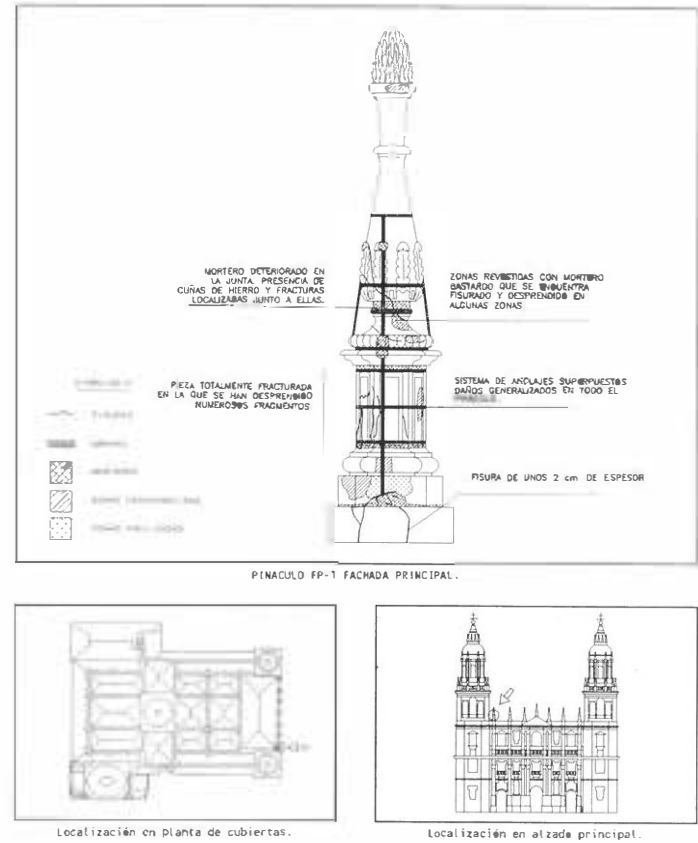 MORTERO DETERIORADO EN
LA JUNTA. PRESENCIA DE
CUÑAS DE HIERRO Y FRACTURAS
LOCALIZADAS JUNTO A ELLAS.
ZONAS REVESTIDAS CON MORTERO
BASTARDO QUE SE ENCUENTRA
FISURADO Y DESPRENDIDO EN
ALGUNAS ZONAS
PIEZA TOTALMENTE FRACTURADA
EN LA QUE SE HAN DESPRENDIDO
NUMEROSOS FRAGMENTOS
SISTEMA DE ANCLAJES SUPERPUESTOS
DAÑOS GENERALIZADOS EN TODO EL
FISURA DE UNOS 2 cm DE ESPESOR
PINACULO FP-1 FACHADA PRINCIPAL.
Localización en planta de cubiertas.
Localización en alzado principal.